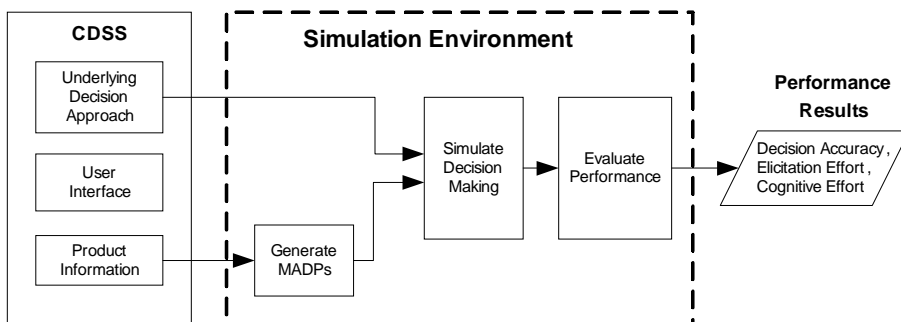 CDSS
Underlying
Decision
Approach
User
Interface
Product
Information
Simulation Environment
Generate
MADPs
Simulate
Decision
Making
Evaluate
Performance
Performance
Results
Decision Accuracy ,
Elicitation Effort ,
Cognitive Effort